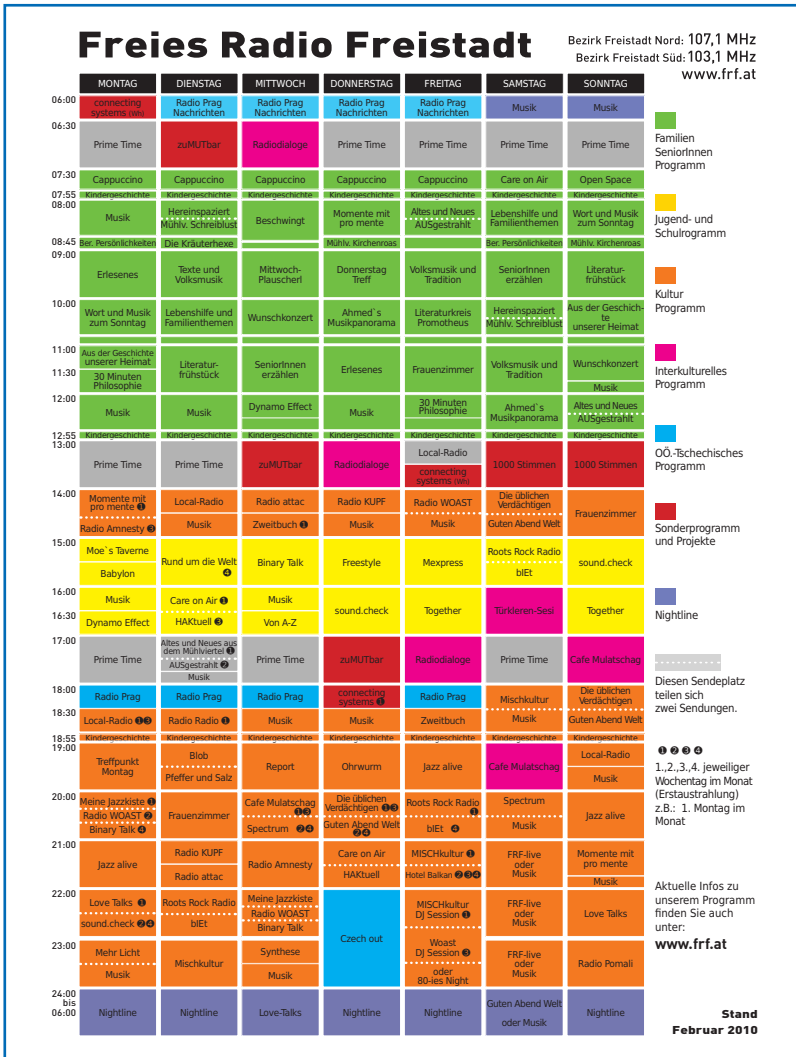 Freies Radio Freistadt
Bezirk Freistadt Nord: 107,1 MHz
Bezirk Freistadt Süd: 103,1 MHz
www.frf.at
MONTAG DIENSTAG MITTWOCH DONNERSTAG FREITAG SAMSTAG SONNTAG
06:00
connecting systems (Wh)
Radio Prag Nachrichten
Radio Prag Nachrichten
Radio Prag Nachrichten
Radio Prag Nachrichten
Musik
Musik
06:30
Prime Time
zuMUTbar
Radiodialoge
Prime Time
Prime Time
Prime Time
Prime Time
07:30
Cappuccino
Cappuccino
Cappuccino
Cappuccino
Cappuccino
Care on Air
Open Space
07:55
Kindergeschichte
Kindergeschichte
Kindergeschichte
Kindergeschichte
Kindergeschichte
Kindergeschichte
Kindergeschichte
08:00
Musik
Hereinspaziert
Mühlv. Schreiblust
Beschwingt
Momente mit pro mente
Altes und Neues
AUSgestrahlt
Lebenshilfe und Familienthemen
Wort und Musik zum Sonntag
08:45
Ber. Persönlichkeiten
Die Kräuterhexe
Mühlv. Kirchenroas
Ber. Persönlichkeiten
Mühlv. Kirchenroas
09:00
Erlesenes
Texte und Volksmusik
Mittwoch-Plauscherl
Donnerstag Treff
Volksmusik und Tradition
SeniorInnen erzählen
Literatur-frühstück
10:00
Wort und Musik zum Sonntag
Lebenshilfe und Familienthemen
Wunschkonzert
Ahmed`s Musikpanorama
Literaturkreis Promotheus
Hereinspaziert
Mühlv. Schreiblust
Aus der Geschich-
te
unserer Heimat
11:00
11:30
Aus der Geschichte unserer Heimat
30 Minuten Philosophie
Literatur-frühstück
SeniorInnen erzählen
Erlesenes
Frauenzimmer
Volksmusik und Tradition
Wunschkonzert
Musik
12:00
Musik
Musik
Dynamo Effect
Musik
30 Minuten Philosophie
Ahmed`s Musikpanorama
Altes und Neues
AUSgestrahlt
12:55
Kindergeschichte
Kindergeschichte
Kindergeschichte
Kindergeschichte
Kindergeschichte
Kindergeschichte
Kindergeschichte
13:00
Prime Time
Prime Time
zuMUTbar
Radiodialoge
Local-Radio
connecting systems (Wh)
1000 Stimmen
1000 Stimmen
14:00
Momente mit pro mente ❶
Radio Amnesty ❸
Local-Radio
Musik
Radio attac
Zweitbuch ❶
Radio KUPF
Musik
Radio WOAST
Musik
Die üblichen Verdächtigen
Guten Abend Welt
Frauenzimmer
15:00
Moe`s Taverne
Babylon
Rund um die Welt ❹
Binary Talk
Freestyle
Mexpress
Roots Rock Radio
blEt
sound.check
16:00
16:30
Musik
Dynamo Effect
Care on Air ❶
HAKtuell ❸
Musik
Von A-Z
sound.check
Together
Türkieren-Sesi
Together
17:00
Prime Time
Altes und Neues aus dem Mühlviertel ❶
AUSgestrahlt ❷
Musik
Prime Time
zuMUTbar
Radiodialoge
Prime Time
Cafe Mulatschag
18:00
Radio Prag
Radio Prag
Radio Prag
connecting systems ❶
Radio Prag
Mischkultur
Musik
Die üblichen Verdächtigen
Guten Abend Welt
18:30
Local-Radio ❶❸
Radio Radio ❶
Musik
Musik
Zweitbuch
18:55
Kindergeschichte
Kindergeschichte
Kindergeschichte
Kindergeschichte
Kindergeschichte
Kindergeschichte
Kindergeschichte
19:00
Treffpunkt Montag
Blob
Pfeffer und Salz
Report
Ohrwurm
Jazz alive
Cafe Mulatschag
Local-Radio
Musik
20:00
Meine Jazzkiste ❶
Radio WOAST ❷
Binary Talk ❹
Frauenzimmer
Cafe Mulatschag ❶❸
Spectrum ❷❹
Die üblichen Verdächtigen ❶❸
Guten Abend Welt ❷❹
Roots Rock Radio ❶
blEt ❹
Spectrum
Musik
Jazz alive
21:00
Jazz alive
Radio KUPF
Radio attac
Radio Amnesty
Care on Air
HAKtuell
MISCHkultur ❶
Hotel Balkan ❷❸❹
FRF-live oder Musik
Momente mit pro mente
Musik
22:00
Love Talks ❶
sound.check ❷❹
Roots Rock Radio
blEt
Meine Jazzkiste
Radio WOAST
Binary Talk
Czech out
MISCHkultur DJ Session ❶
FRF-live oder Musik
Love Talks
23:00
Mehr Licht
Musik
Mischkultur
Synthese
Musik
Woast DJ Session ❸
oder 80-ies Night
FRF-live oder Musik
Radio Pomali
24:00
bis
06:00
Nightline
Nightline
Love-Talks
Nightline
Nightline
Guten Abend Welt
oder Musik
Nightline
Familien
SeniorInnen
Programm
Jugend- und
Schulrogramm
Kultur
Programm
Interkulturelles
Programm
OÖ.-Tschechisches
Programm
Sonderprogramm
und Projekte
Nightline
Diesen Sendeplatz
teilen sich
zwei Sendungen.
❶ ❷ ❸ ❹
1.,2.,3.,4. jeweiliger
Wochentag im Monat
(Erstaustrahlung)
z.B.: 1. Montag im
Monat
Aktuelle Infos zu
unserem Programm
finden Sie auch
unter:
www.frf.at
Stand
Februar 2010